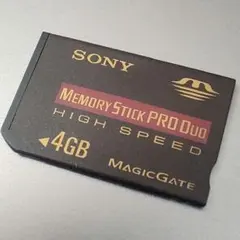 SONY
MEMORY STICK PRO DUO
HIGH SPEED
4GB
MAGICGATE